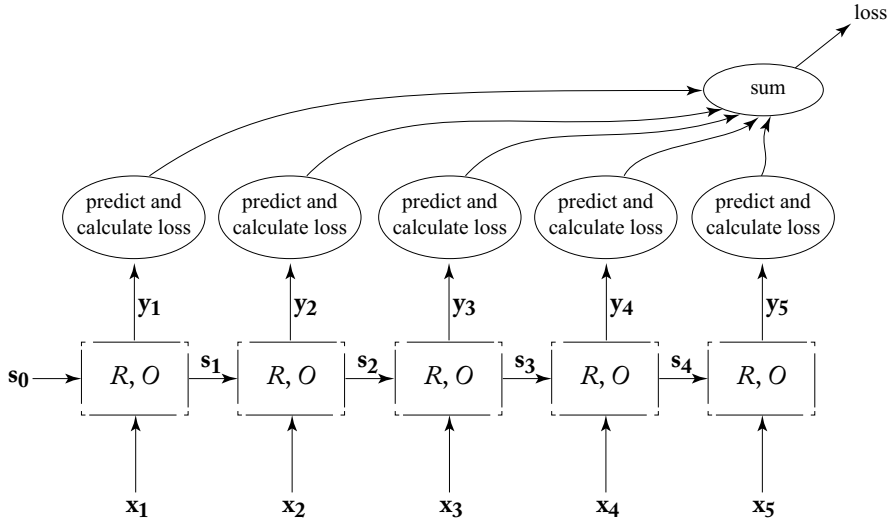 loss
sum
predict and
calculate loss
predict and
calculate loss
predict and
calculate loss
predict and
calculate loss
predict and
calculate loss
y1
y2
y3
y4
y5
s0
R, O
s1
R, O
s2
R, O
s3
R, O
s4
R, O
x1
x2
x3
x4
x5